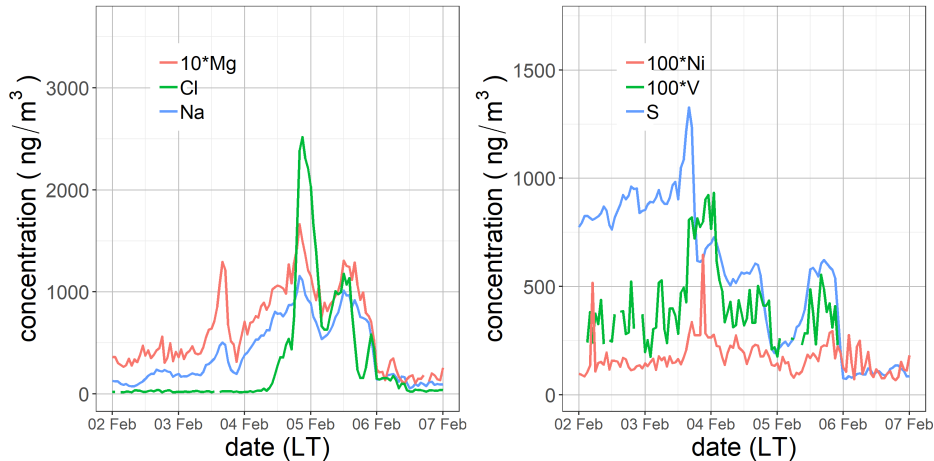 concentration ( ng/m³ )
3000
2000
1000
0
10*Mg
Cl
Na
02 Feb 03 Feb 04 Feb 05 Feb 06 Feb 07 Feb
date (LT)
concentration ( ng/m³ )
1500
1000
500
0
100*Ni
100*V
S
02 Feb 03 Feb 04 Feb 05 Feb 06 Feb 07 Feb
date (LT)